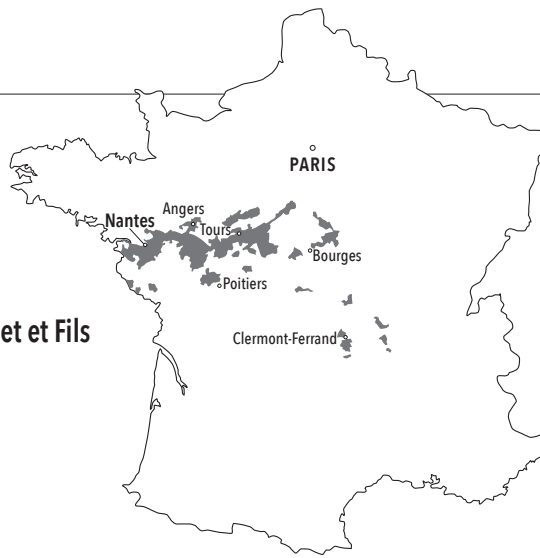 PARIS
Angers
Nantes
Tours
Bourges
Poitiers
et et Fils
Clermont-Ferrand